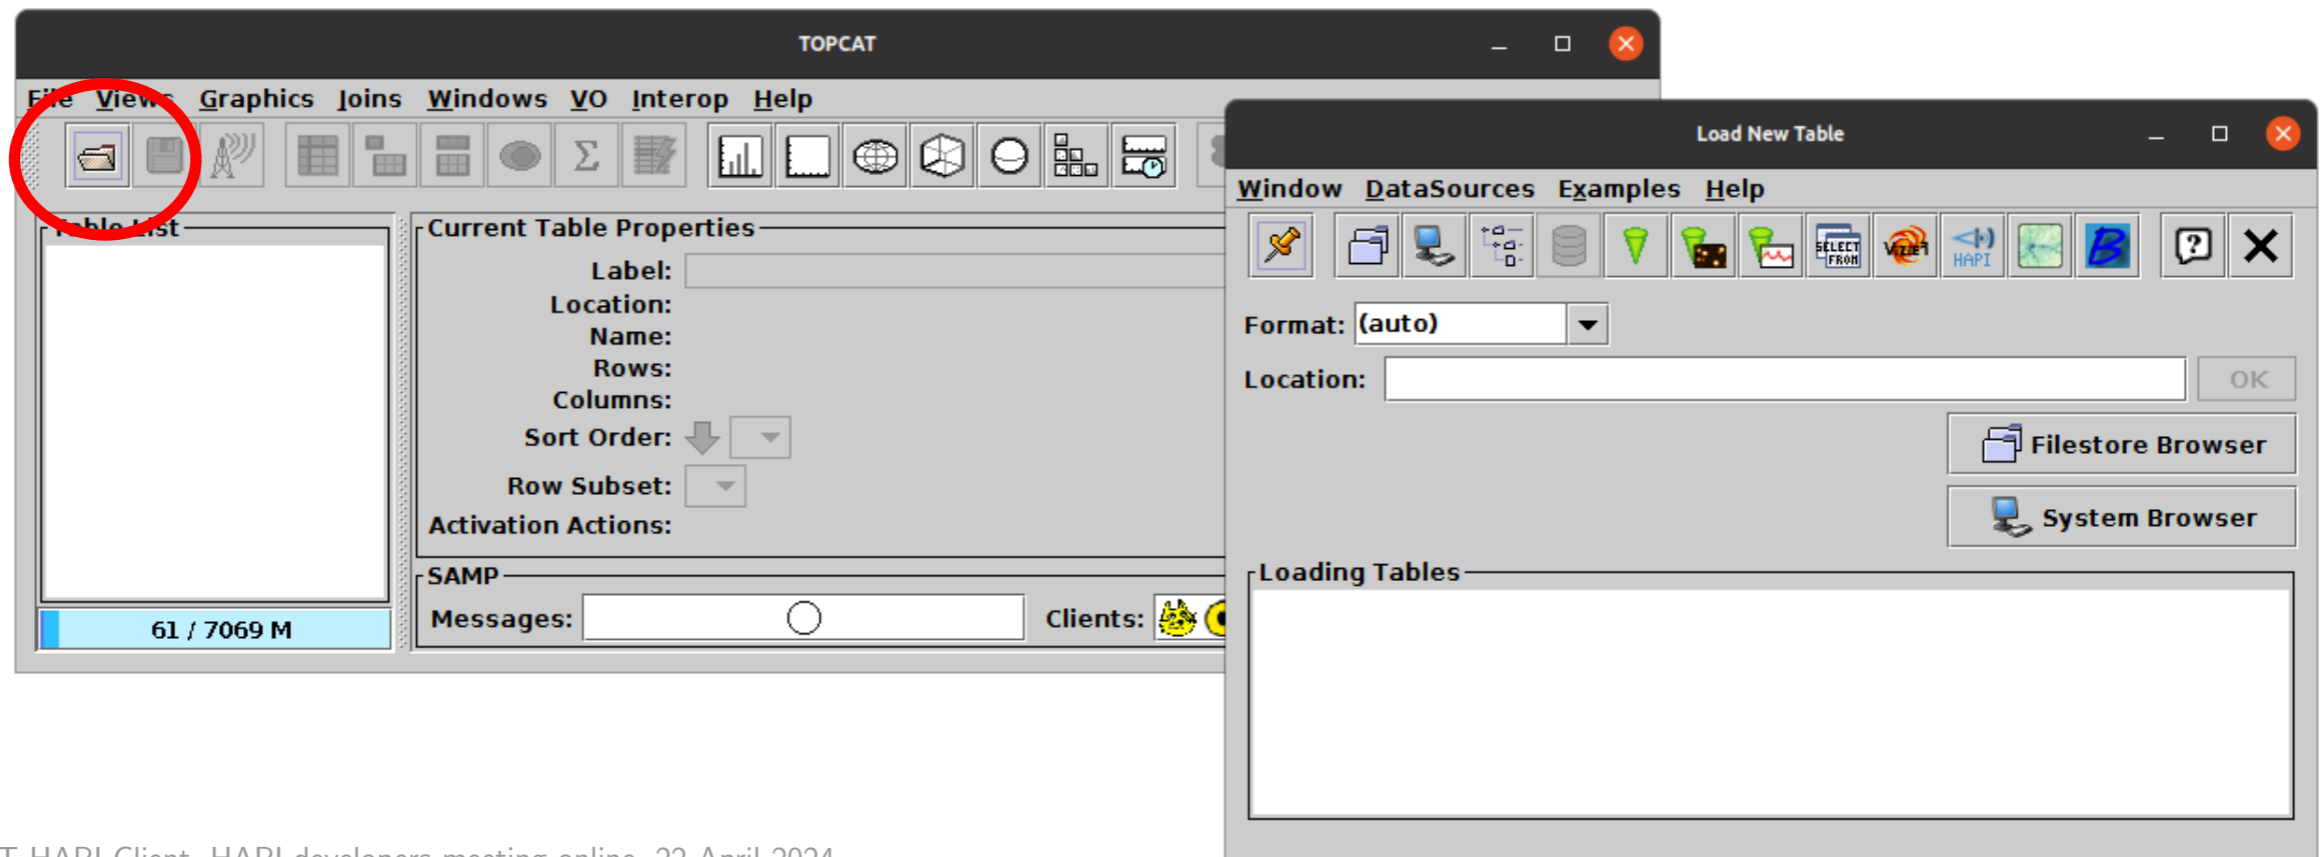 TOPCAT
File Views Graphics Joins Windows VO Interop Help
Table List
Current Table Properties
Label:
Location:
Name:
Rows:
Columns:
Sort Order:
Row Subset:
Activation Actions:
SAMP
Messages:
Clients:
61 / 7069 M
Load New Table
Window DataSources Examples Help
SELECT
FROM
VIZIER
HAPI
B
?
Format: (auto)
Location:
OK
Filestore Browser
System Browser
Loading Tables
T HAPI Client, HAPI developers meeting online, 22 April 2024